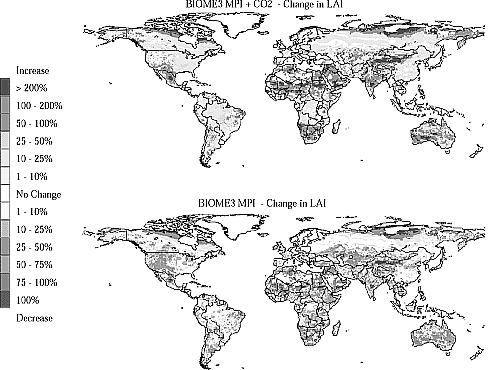 BIOME3 MPI + CO2 - Change in LAI
Increase
> 200%
100 - 200%
50 - 100%
25 - 50%
10 - 25%
1 - 10%
No Change
1 - 10%
10 - 25%
25 - 50%
50 - 75%
75 - 100%
100%
Decrease
BIOME3 MPI - Change in LAI